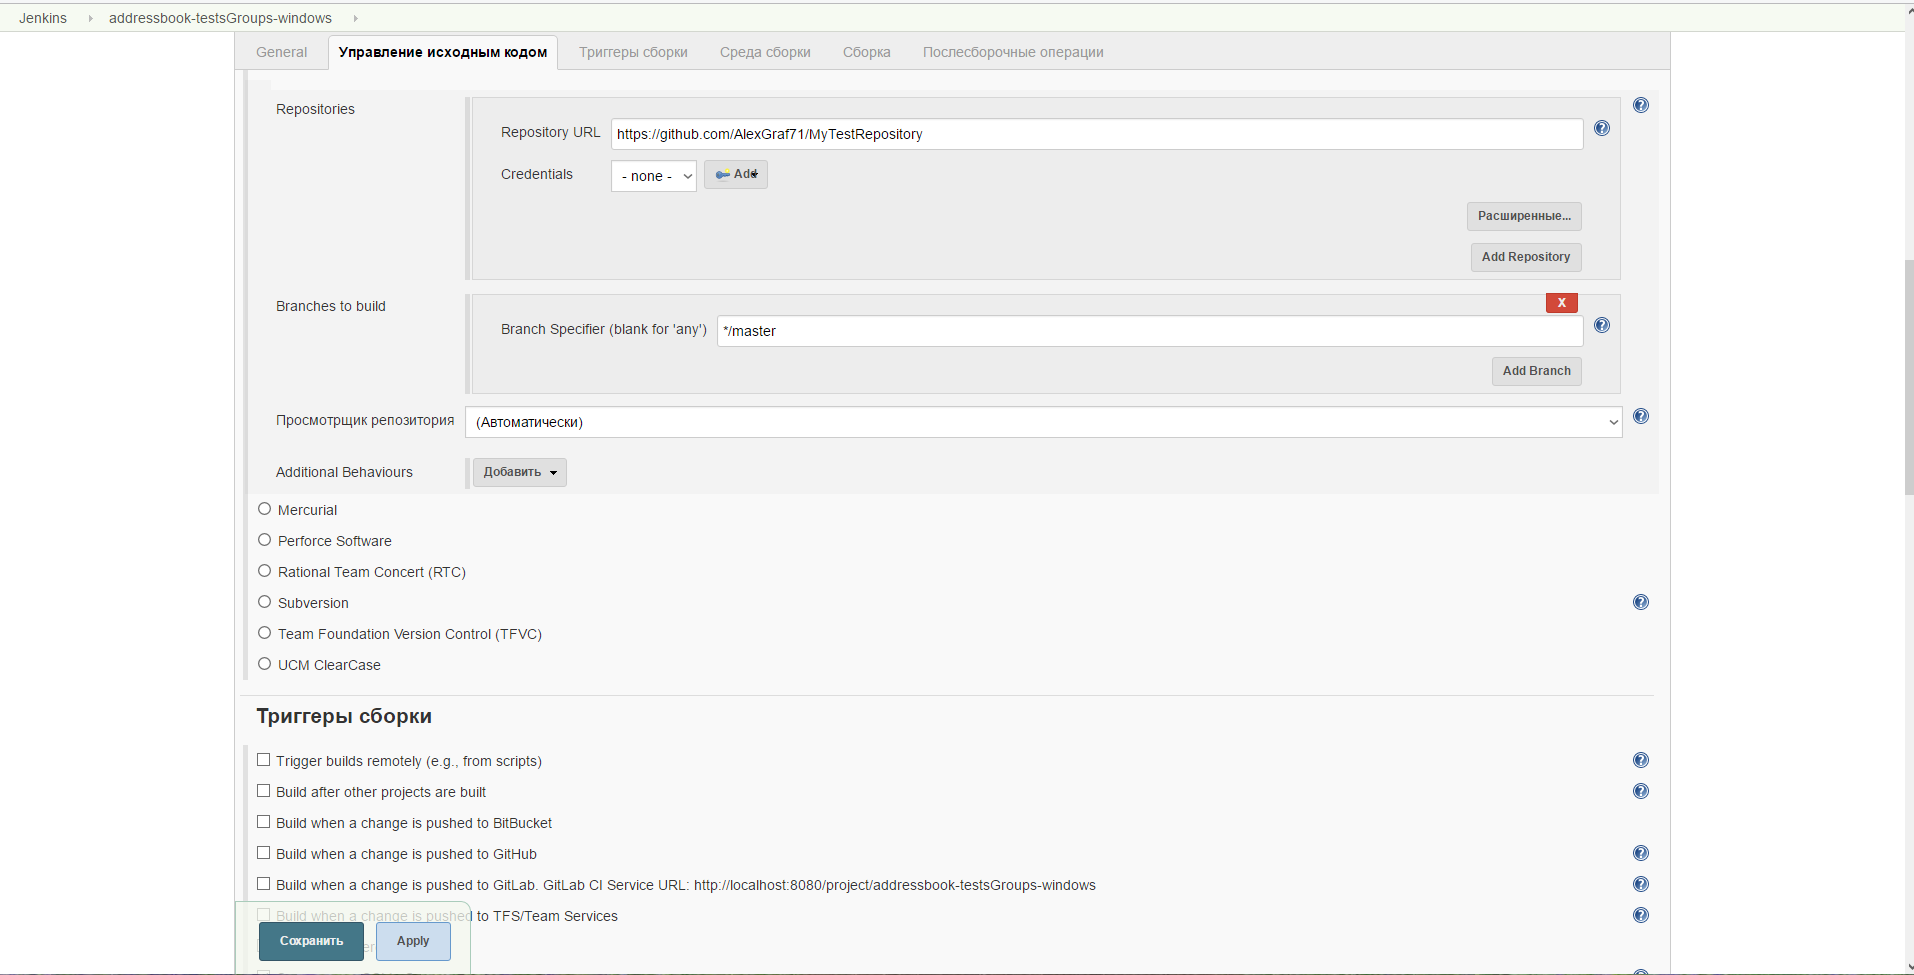 Jenkins addressbook-testsGroups-windows
General Управление исходным кодом Триггеры сборки Среда сборки Сборка Послесборочные операции
Repositories
Repository URL https://github.com/AlexGraf71/MyTestRepository
Credentials - none - Add
Расширенные...
Add Repository
Branches to build
X
Branch Specifier (blank for 'any') */master
Add Branch
Просмотрщик репозитория (Автоматически)
Additional Behaviours Добавить
Mercurial
Perforce Software
Rational Team Concert (RTC)
Subversion
Team Foundation Version Control (TFVC)
UCM ClearCase
Триггеры сборки
Trigger builds remotely (e.g., from scripts)
Build after other projects are built
Build when a change is pushed to BitBucket
Build when a change is pushed to GitHub
Build when a change is pushed to GitLab. GitLab CI Service URL: http://localhost:8080/project/addressbook-testsGroups-windows
Build when a change is pushed to TFS/Team Services
Сохранить Apply